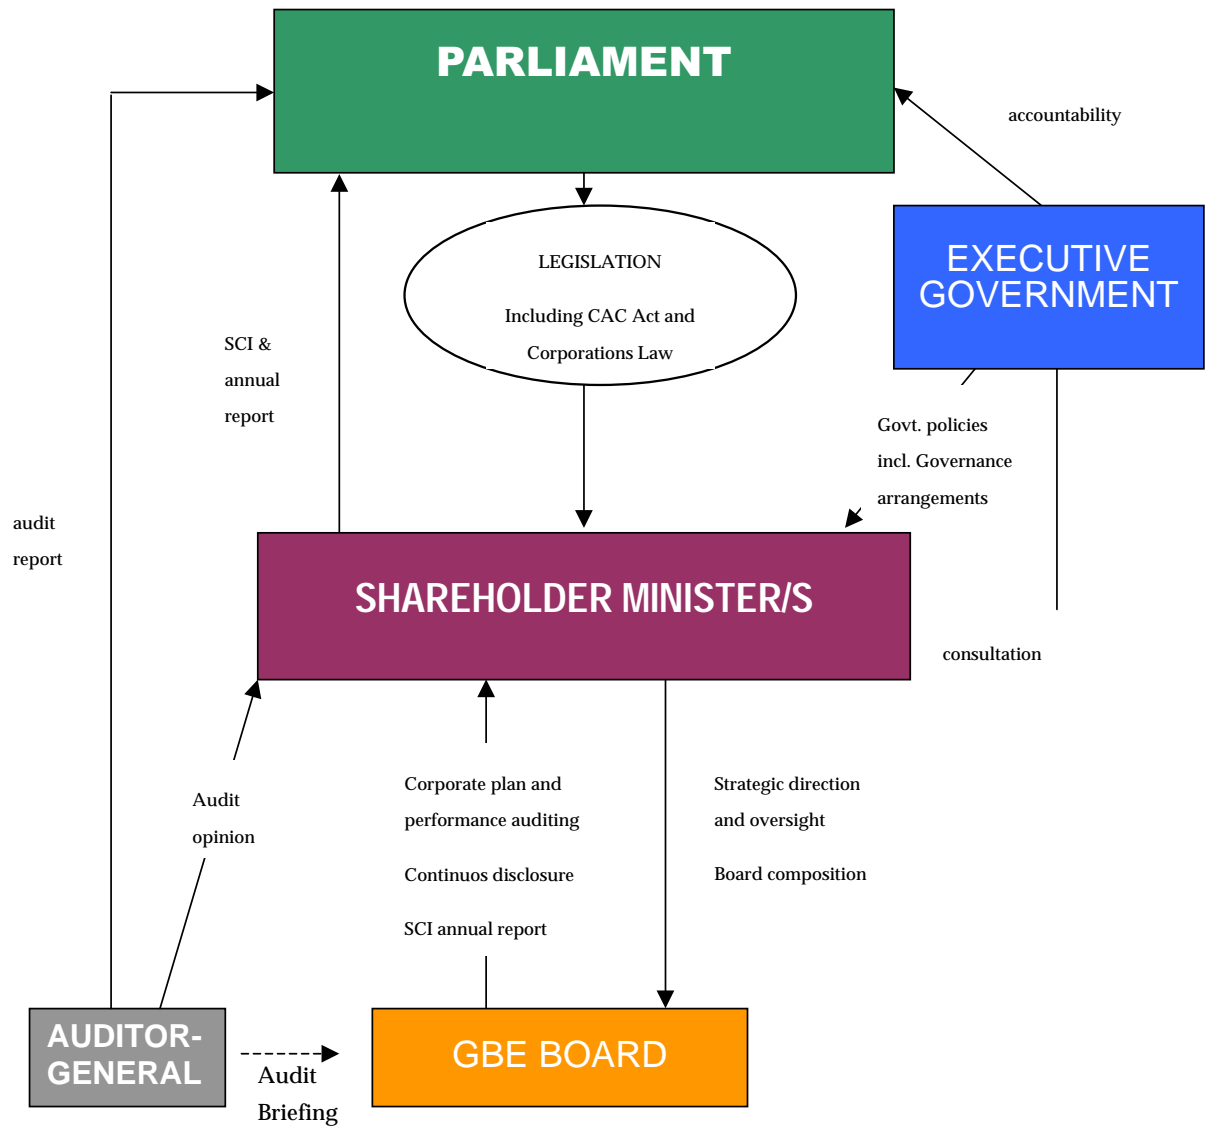 PARLIAMENT
accountability
EXECUTIVE
GOVERNMENT
LEGISLATION
Including CAC Act and
Corporations Law
SCI &
annual
report
Govt. policies
incl. Governance
arrangements
audit
report
SHAREHOLDER MINISTER/S
consultation
Audit
opinion
Corporate plan and
performance auditing
Continuos disclosure
SCI annual report
Strategic direction
and oversight
Board composition
AUDITOR-
GENERAL
Audit
Briefing
GBE BOARD